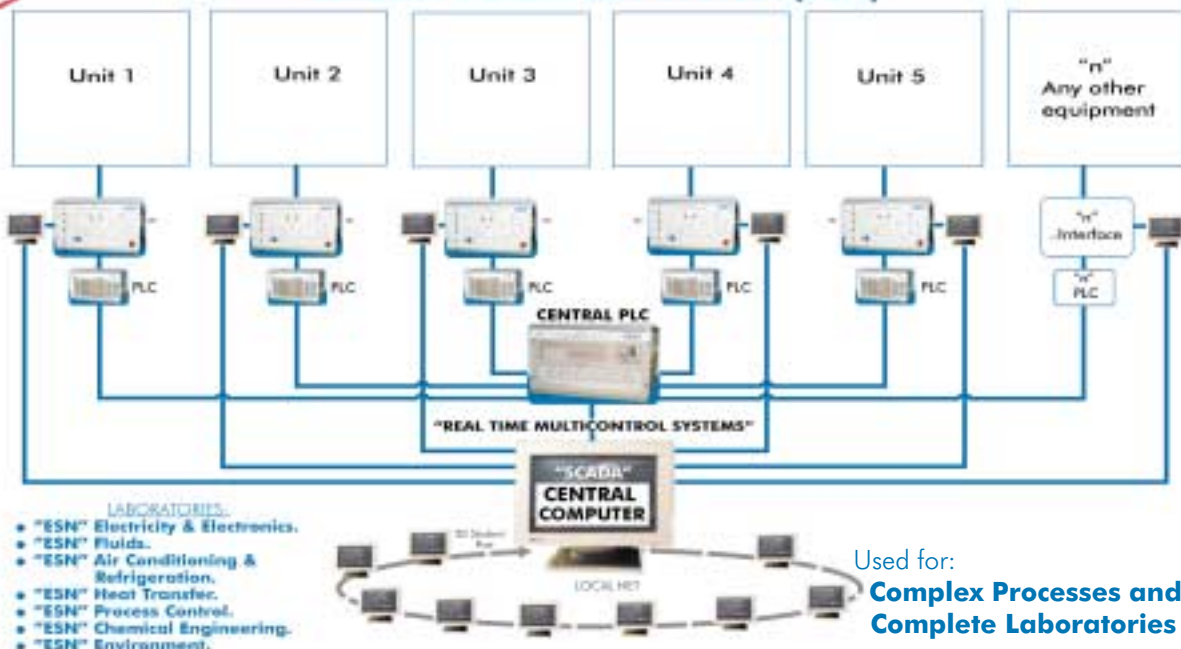 Unit 1
Unit 2
Unit 3
Unit 4
Unit 5
"n"
Any other
equipment
"n"
Interface
PLC
PLC
PLC
PLC
PLC
"n"
PLC
CENTRAL PLC
"REAL TIME MULTICONTROL SYSTEMS"
"SCADA"
CENTRAL
COMPUTER
LABORATORIES:
• "ESN" Electricity & Electronics.
• "ESN" Fluids.
• "ESN" Air Conditioning &
Refrigeration.
• "ESN" Heat Transfer.
• "ESN" Process Control.
• "ESN" Chemical Engineering.
• "ESN" Environment.
30 Student
Post
LOCAL NET
Used for:
Complex Processes and
Complete Laboratories